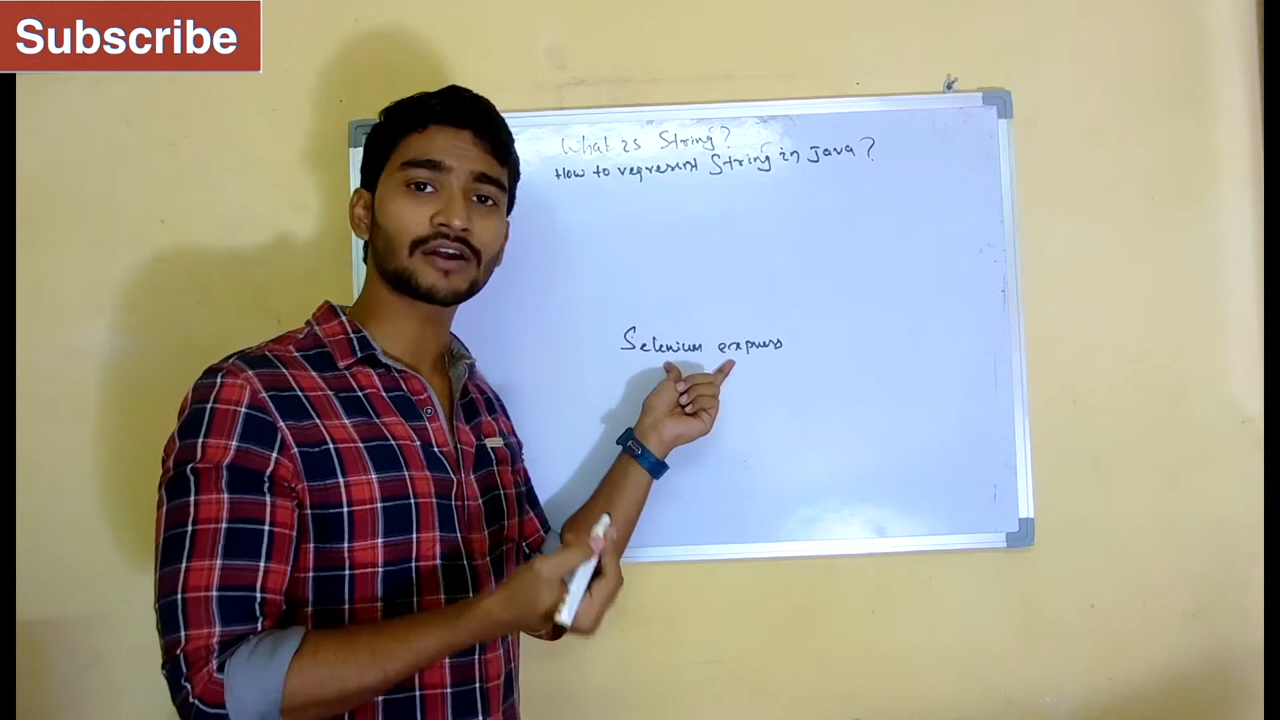 Subscribe
What is String?
How to represent String in Java?
Selenium express